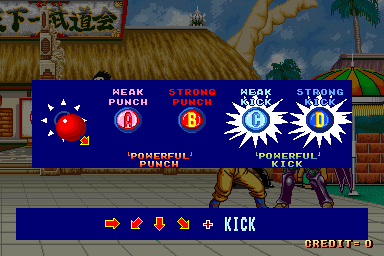 下一武道会
WEAK STRONG WEAK STRONG
PUNCH PUNCH KICK KICK
A B C D
'POWERFUL' 'POWERFUL'
PUNCH KICK
→ ↙ ↓ ↘ + KICK
CREDIT= 0